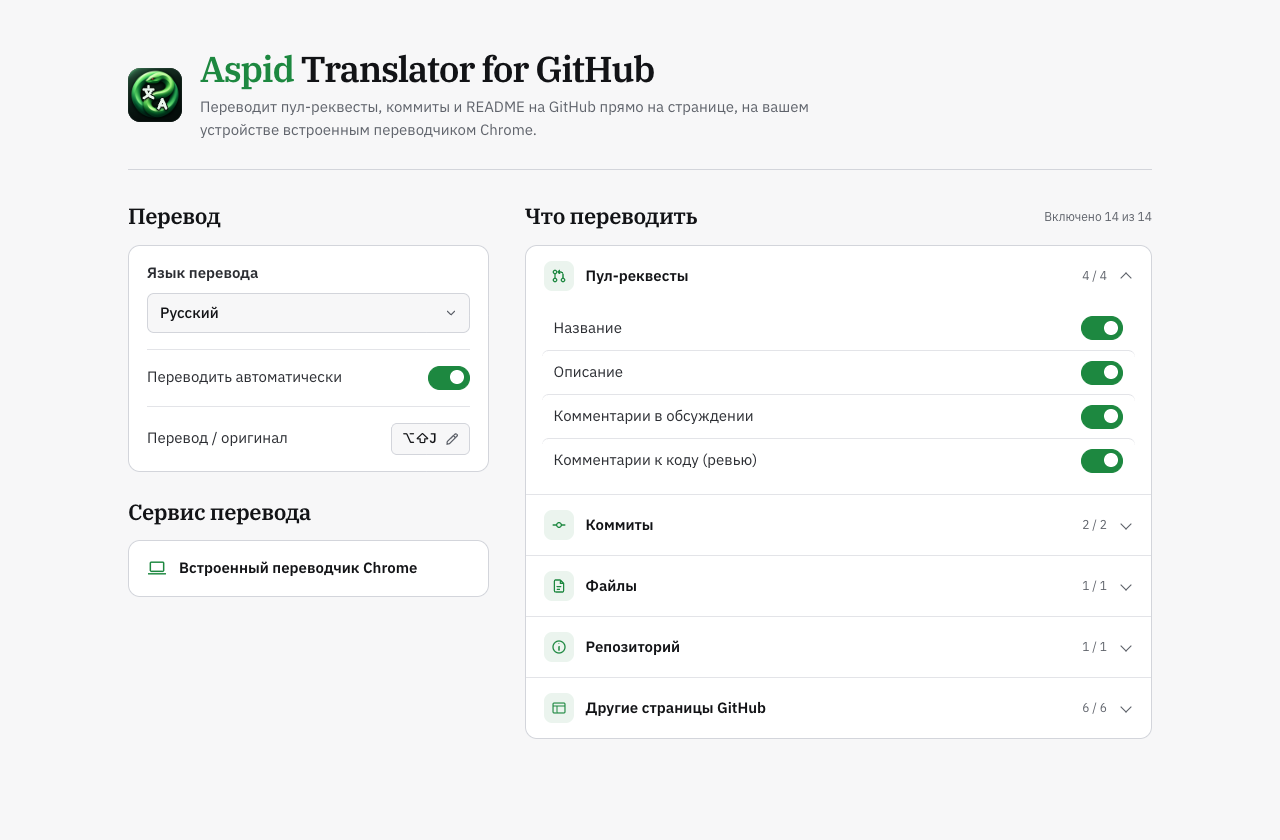 Aspid Translator for GitHub
Переводит пул-реквесты, коммиты и README на GitHub прямо на странице, на вашем
устройстве встроенным переводчиком Chrome.
Перевод
Язык перевода
Русский
Переводить автоматически
Перевод / оригинал
⌥⇧J
Сервис перевода
Встроенный переводчик Chrome
Что переводить
Включено 14 из 14
Пул-реквесты
4 / 4
Название
Описание
Комментарии в обсуждении
Комментарии к коду (ревью)
Коммиты
2 / 2
Файлы
1 / 1
Репозиторий
1 / 1
Другие страницы GitHub
6 / 6